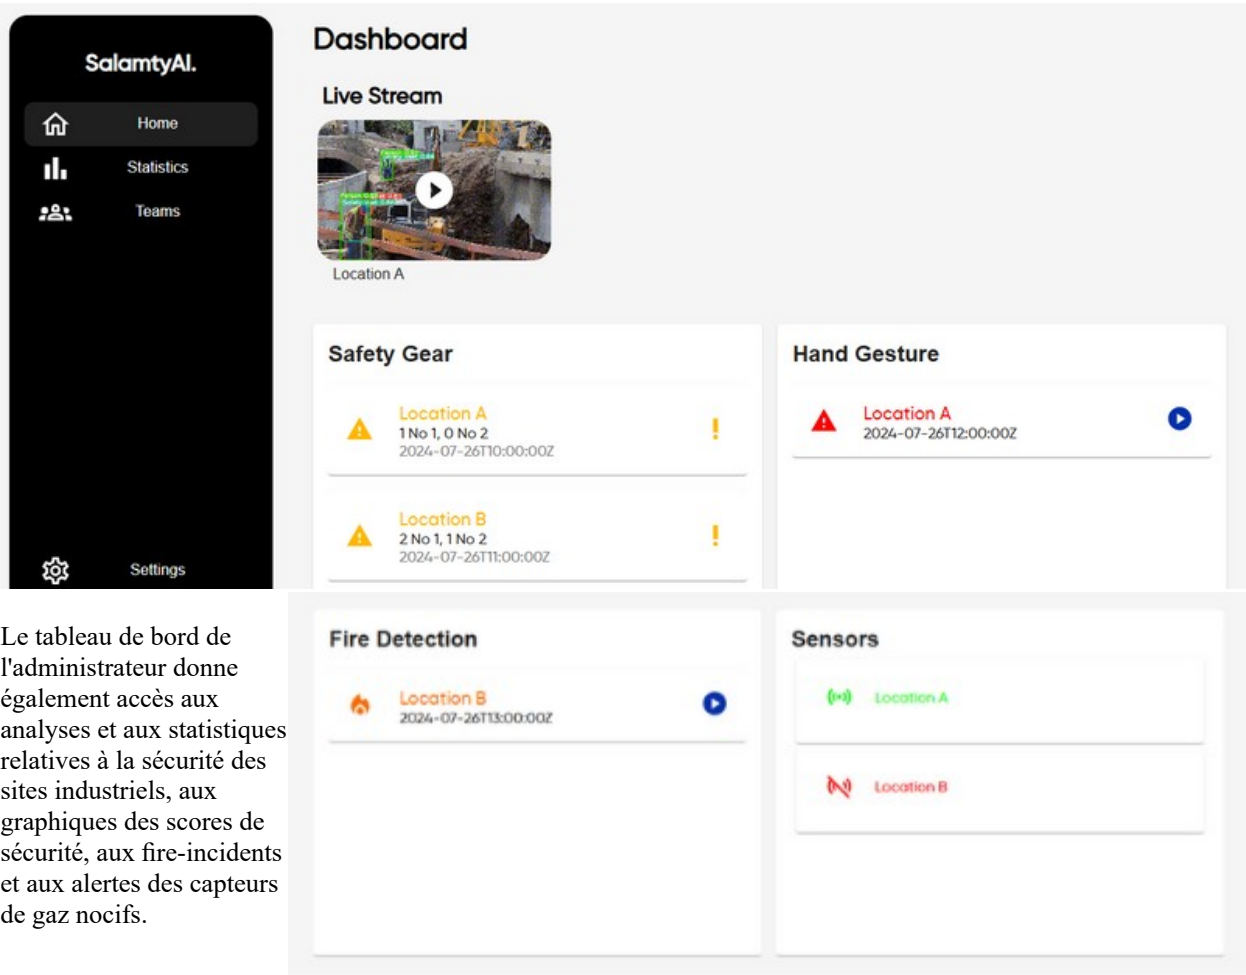 SalamtyAI.
Home
Statistics
Teams
Settings
Dashboard
Live Stream
Location A
Safety Gear
Location A
1 No 1, 0 No 2
2024-07-26T10:00:00Z
Location B
2 No 1, 1 No 2
2024-07-26T11:00:00Z
Hand Gesture
Location A
2024-07-26T12:00:00Z
Le tableau de bord de
l'administrateur donne
également accès aux
analyses et aux statistiques
relatives à la sécurité des
sites industriels, aux
graphiques des scores de
sécurité, aux fire-incidents
et aux alertes des capteurs
de gaz nocifs.
Fire Detection
Location B
2024-07-26T13:00:00Z
Sensors
Location A
Location B